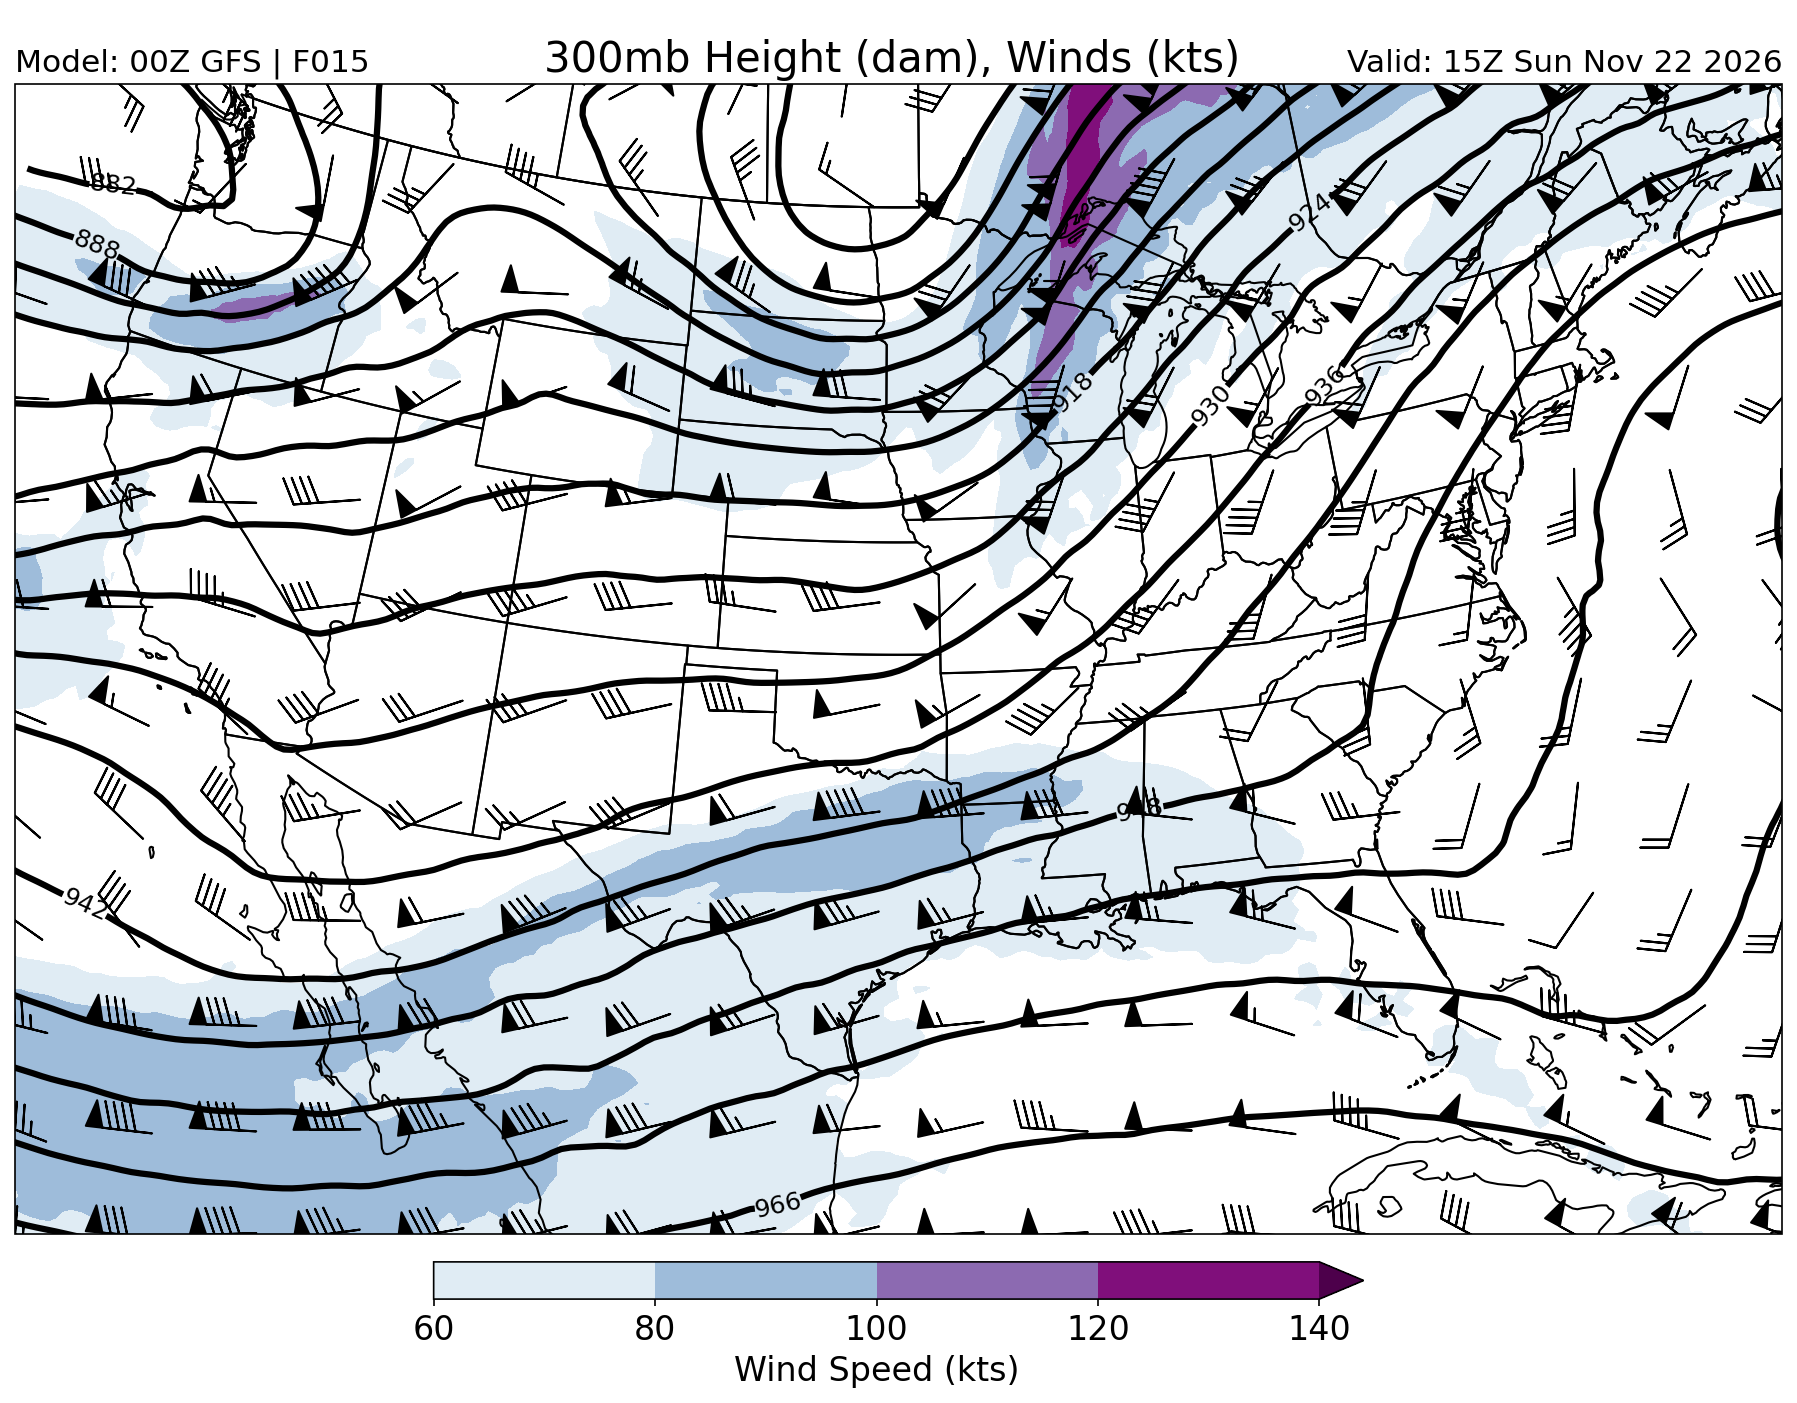 Model: 00Z GFS | F015
300mb Height (dam), Winds (kts)
Valid: 15Z Sun Nov 22 2026
882
888
924
918
930
936
942
966
60 80 100 120 140
Wind Speed (kts)